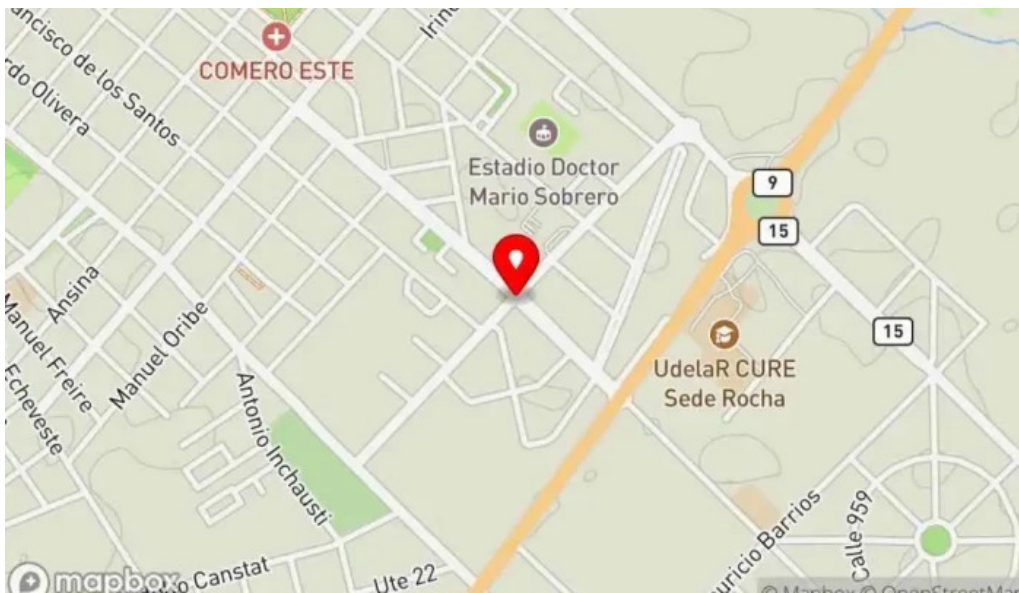 ancisco de los Santos
rdo Olivera
COMERO ESTE
Irine
Estadio Doctor
Mario Sobrero
9
15
15
UdelaR CURE
Sede Rocha
Ansina
Manuel Freire
Echeveste
Manuel Oribe
Antonio Inchausti
Canstat
Ute 22
uricio Barrios
Calle 959
mapbox
© Mapbox © OpenStreetMap